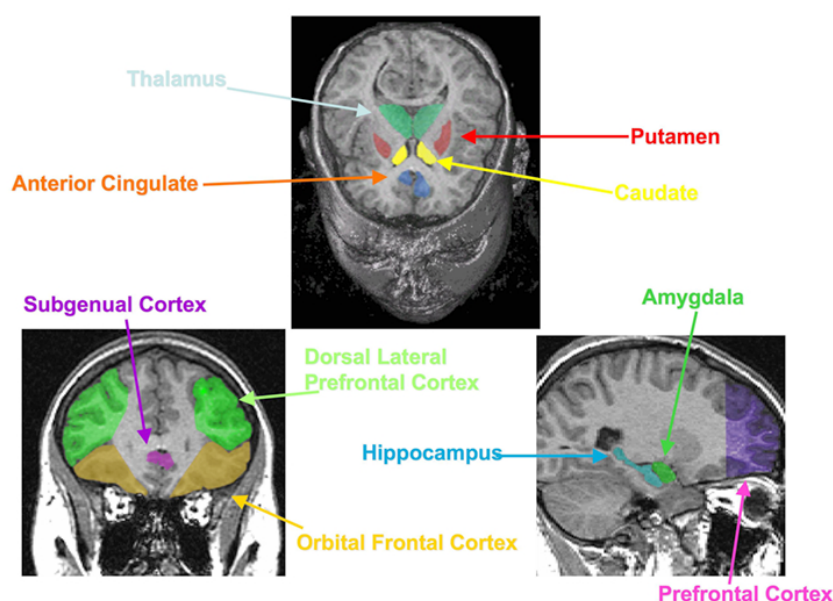 Thalamus
Putamen
Anterior Cingulate
Caudate
Subgenual Cortex
Amygdala
Dorsal Lateral
Prefrontal Cortex
Hippocampus
Orbital Frontal Cortex
Prefrontal Cortex